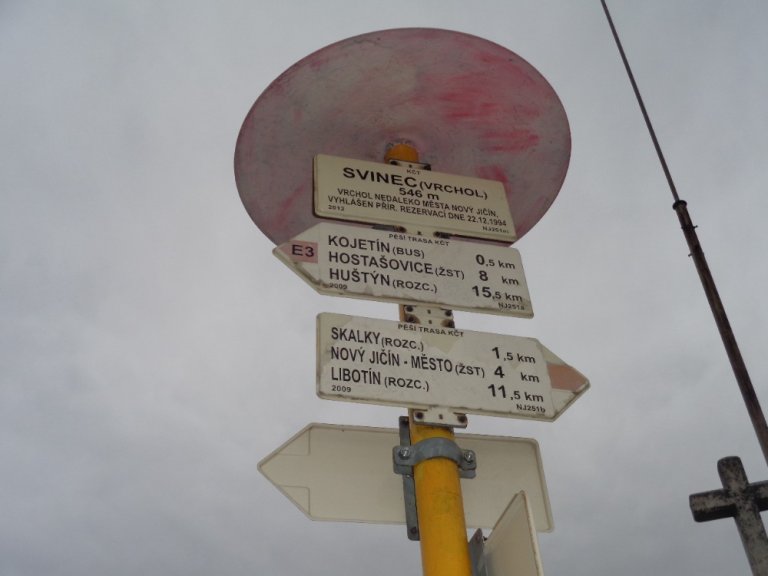 KČT
SVINEC (VRCHOL)
546 m
VRCHOL NEDALEKO MĚSTA NOVÝ JIČÍN,
VYHLÁŠEN PŘÍR. REZERVACÍ DNE 22.12.1994
2012
PĚŠÍ TRASA KČT
E3
KOJETÍN (BUS) 0,5 km
HOSTAŠOVICE (ŽST) 8 km
HUŠTÝN (ROZC.) 15,5 km
2009 NJ251a
PĚŠÍ TRASA KČT
SKALKY (ROZC.) 1,5 km
NOVÝ JIČÍN - MĚSTO (ŽST) 4 km
LIBOTÍN (ROZC.) 11,5 km
2009 NJ251b